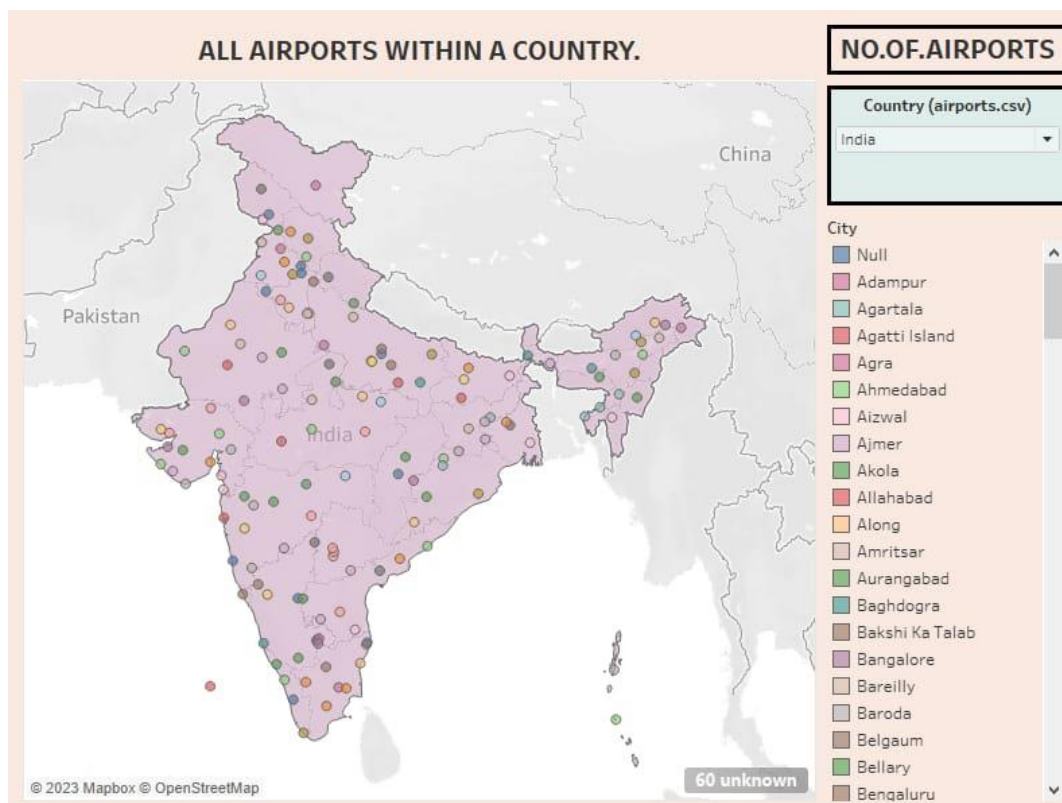 ALL AIRPORTS WITHIN A COUNTRY.
NO.OF.AIRPORTS
Country (airports.csv)
India
China
Pakistan
India
City
Null
Adampur
Agartala
Agatti Island
Agra
Ahmedabad
Aizwal
Ajmer
Akola
Allahabad
Along
Amritsar
Aurangabad
Baghdogra
Bakshi Ka Talab
Bangalore
Bareilly
Baroda
Belgaum
Bellary
Bengaluru
60 unknown
© 2023 Mapbox © OpenStreetMap